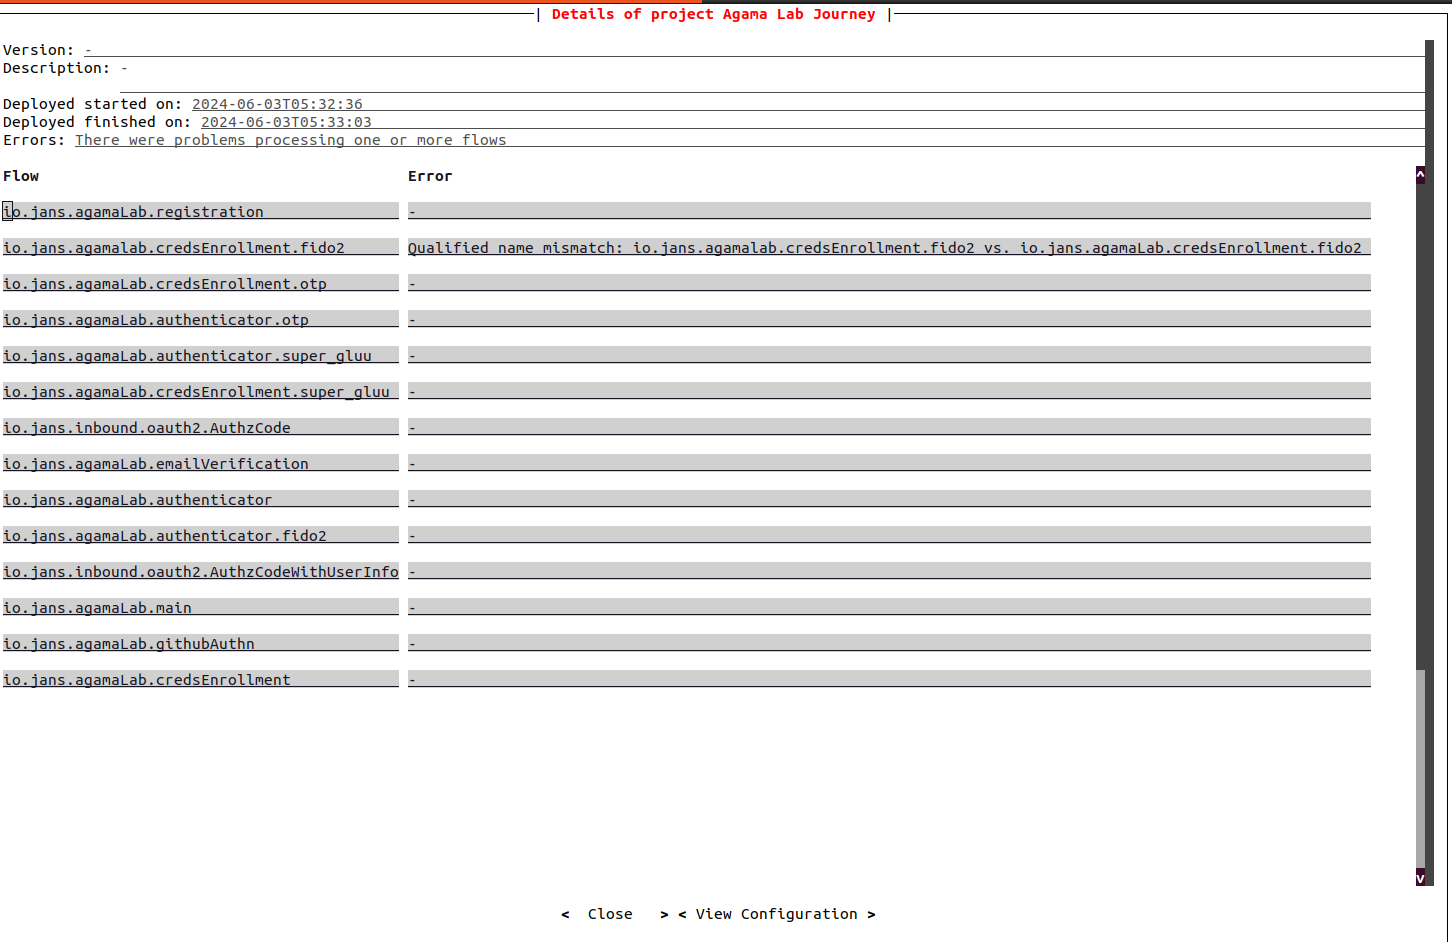 Details of project Agama Lab Journey
Version: -
Description: -
Deployed started on: 2024-06-03T05:32:36
Deployed finished on: 2024-06-03T05:33:03
Errors: There were problems processing one or more flows
Flow Error
^
io.jans.agamaLab.registration -
io.jans.agamalab.credsEnrollment.fido2 Qualified name mismatch: io.jans.agamalab.credsEnrollment.fido2 vs. io.jans.agamaLab.credsEnrollment.fido2
io.jans.agamaLab.credsEnrollment.otp -
io.jans.agamaLab.authenticator.otp -
io.jans.agamaLab.authenticator.super_gluu -
io.jans.agamaLab.credsEnrollment.super_gluu -
io.jans.inbound.oauth2.AuthzCode -
io.jans.agamaLab.emailVerification -
io.jans.agamaLab.authenticator -
io.jans.agamaLab.authenticator.fido2 -
io.jans.inbound.oauth2.AuthzCodeWithUserInfo -
io.jans.agamaLab.main -
io.jans.agamaLab.githubAuthn -
io.jans.agamaLab.credsEnrollment -
v
< Close > < View Configuration >